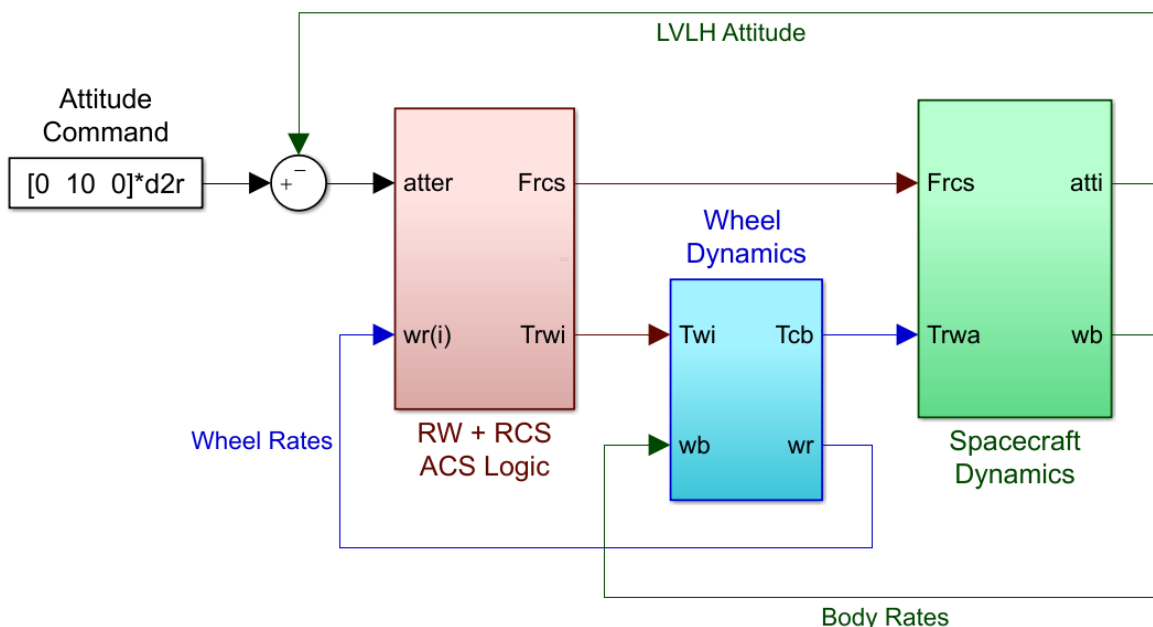 LVLH Attitude
Attitude
Command
[0 10 0]*d2r
−
+
atter
Frcs
wr(i)
Trwi
RW + RCS
ACS Logic
Wheel
Dynamics
Twi
Tcb
wb
wr
Frcs
atti
Trwa
wb
Spacecraft
Dynamics
Wheel Rates
Body Rates